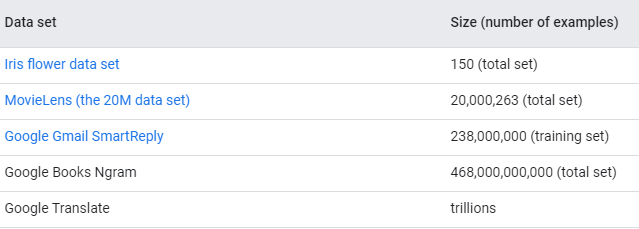 Data set Size (number of examples)
Iris flower data set 150 (total set)
MovieLens (the 20M data set) 20,000,263 (total set)
Google Gmail SmartReply 238,000,000 (training set)
Google Books Ngram 468,000,000,000 (total set)
Google Translate trillions